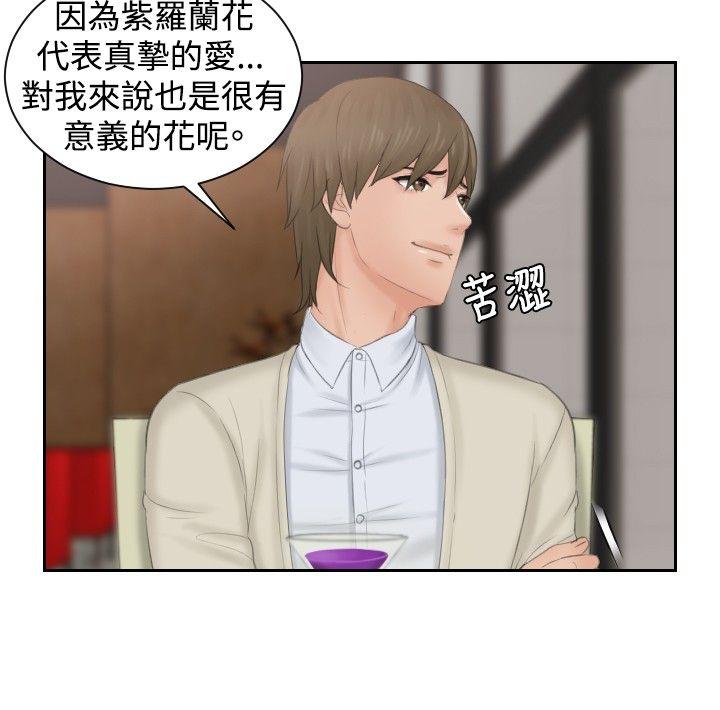 因為紫羅蘭花
代表真摯的愛...
對我來說也是很有
意義的花呢。
苦澀